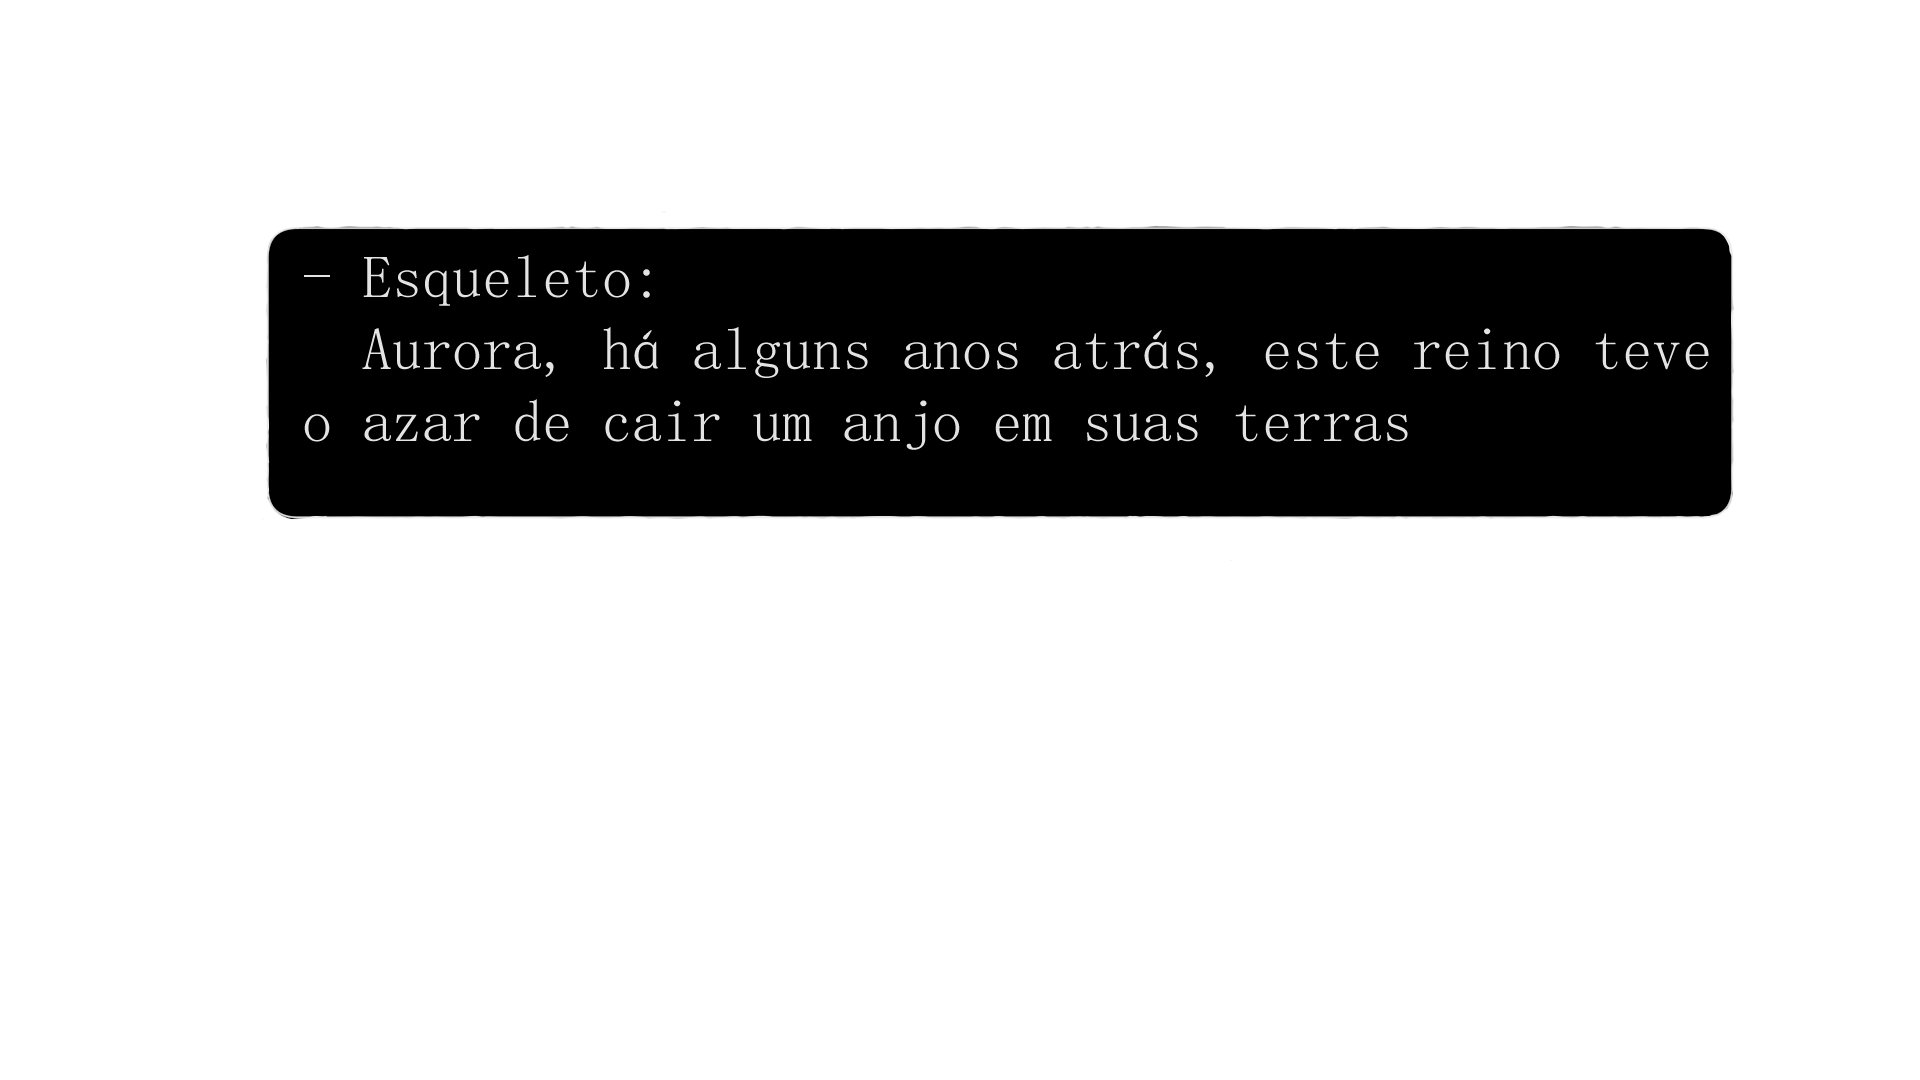 - Esqueleto:
Aurora, há alguns anos atrás, este reino teve
o azar de cair um anjo em suas terras